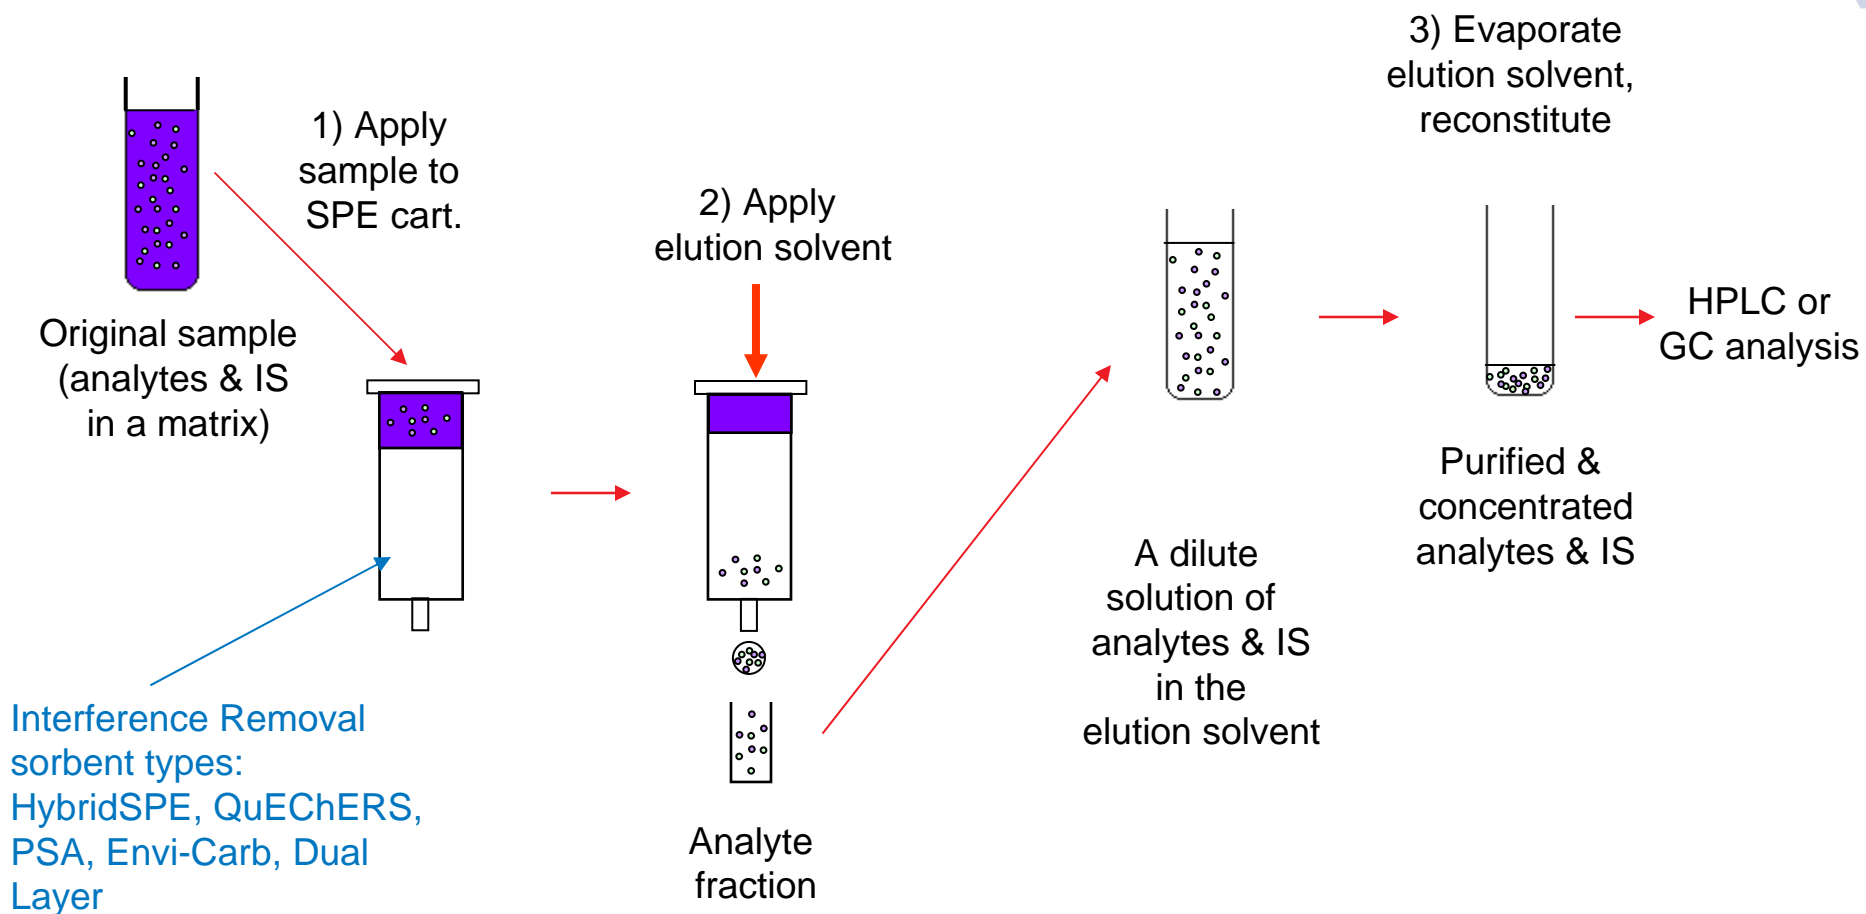 1) Apply
sample to
SPE cart.
Original sample
(analytes & IS
in a matrix)
Interference Removal
sorbent types:
HybridSPE, QuEChERS,
PSA, Envi-Carb, Dual
Layer
2) Apply
elution solvent
Analyte
fraction
A dilute
solution of
analytes & IS
in the
elution solvent
3) Evaporate
elution solvent,
reconstitute
Purified &
concentrated
analytes & IS
HPLC or
GC analysis